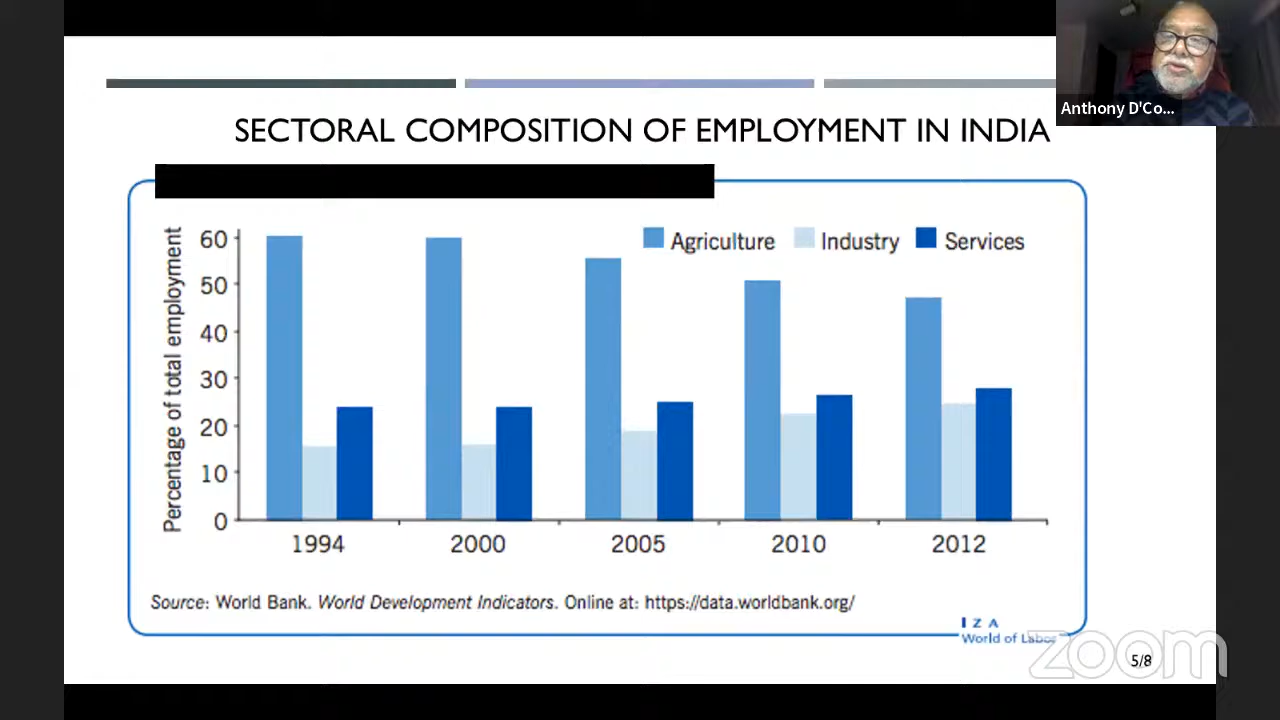 Anthony D'Co...
SECTORAL COMPOSITION OF EMPLOYMENT IN INDIA
Agriculture Industry Services
Percentage of total employment
60
50
40
30
20
10
0
1994 2000 2005 2010 2012
Source: World Bank. World Development Indicators. Online at: https://data.worldbank.org/
I Z A
World of Labor
zoom
5/8